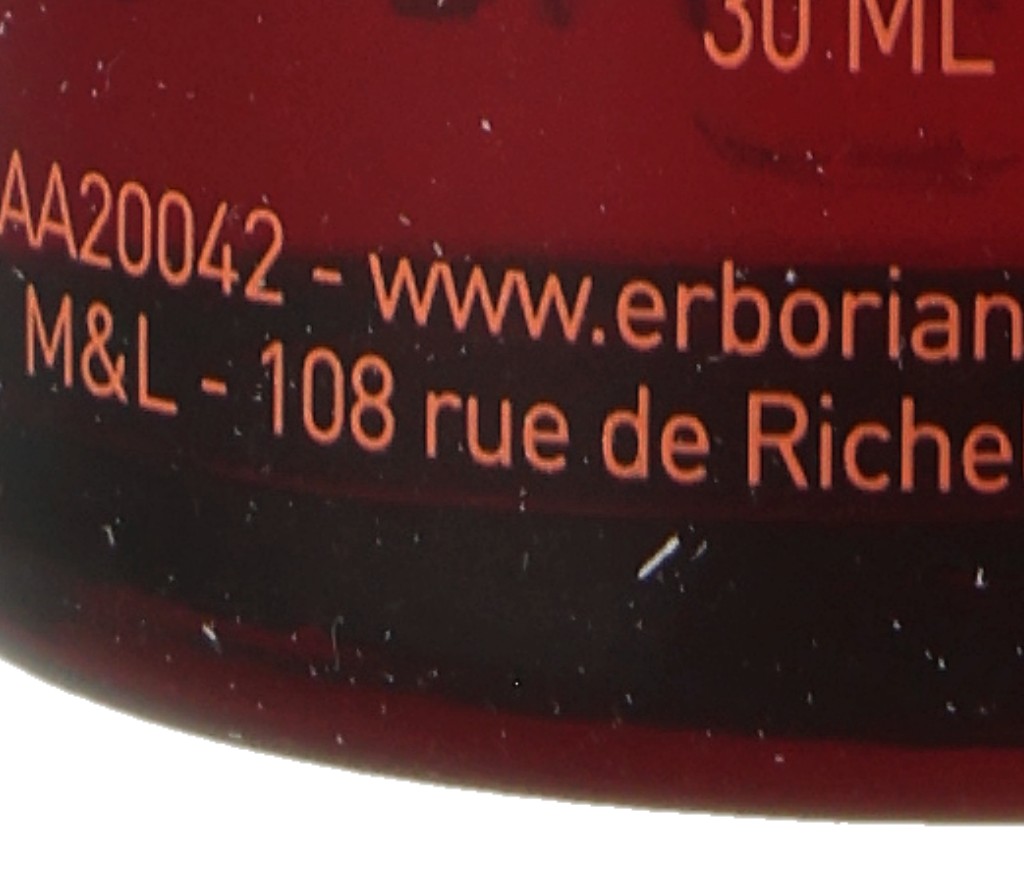 30 ML
AA20042 - www.erborian
M&L - 108 rue de Richel